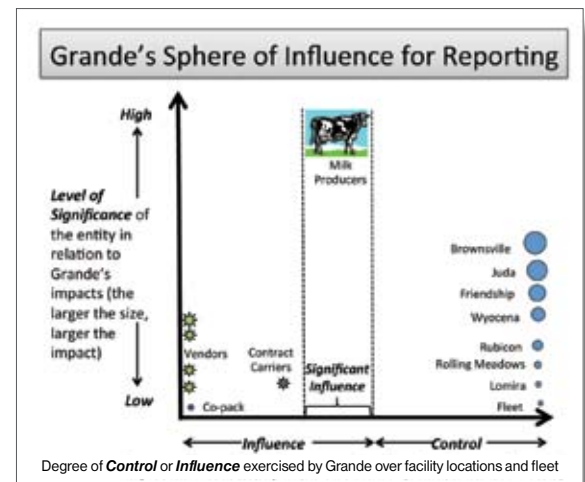 Grande's Sphere of Influence for Reporting
High
Level of
Significance of
the entity in
relation to
Grande's
impacts (the
larger the size,
larger the
impact)
Low
Milk
Producers
Vendors
Contract
Carriers
Co-pack
Significant
Influence
Brownsville
Juda
Friendship
Wyocena
Rubicon
Rolling Meadows
Lomira
Fleet
Influence
Control
Degree of Control or Influence exercised by Grande over facility locations and fleet